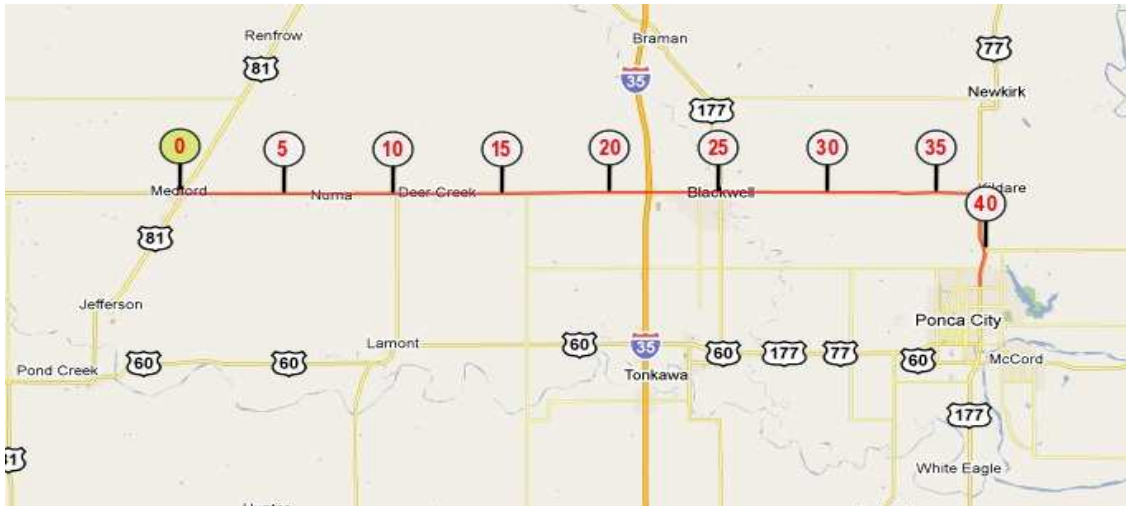 Renfrow
Braman
81
35
77
177
Newkirk
0
5
10
15
20
25
30
35
Medford
Numa
Deer Creek
Blackwell
Kildare
40
81
Jefferson
Ponca City
Lamont
60
35
60
177
77
60
60
60
Pond Creek
McCord
Tonkawa
177
White Eagle